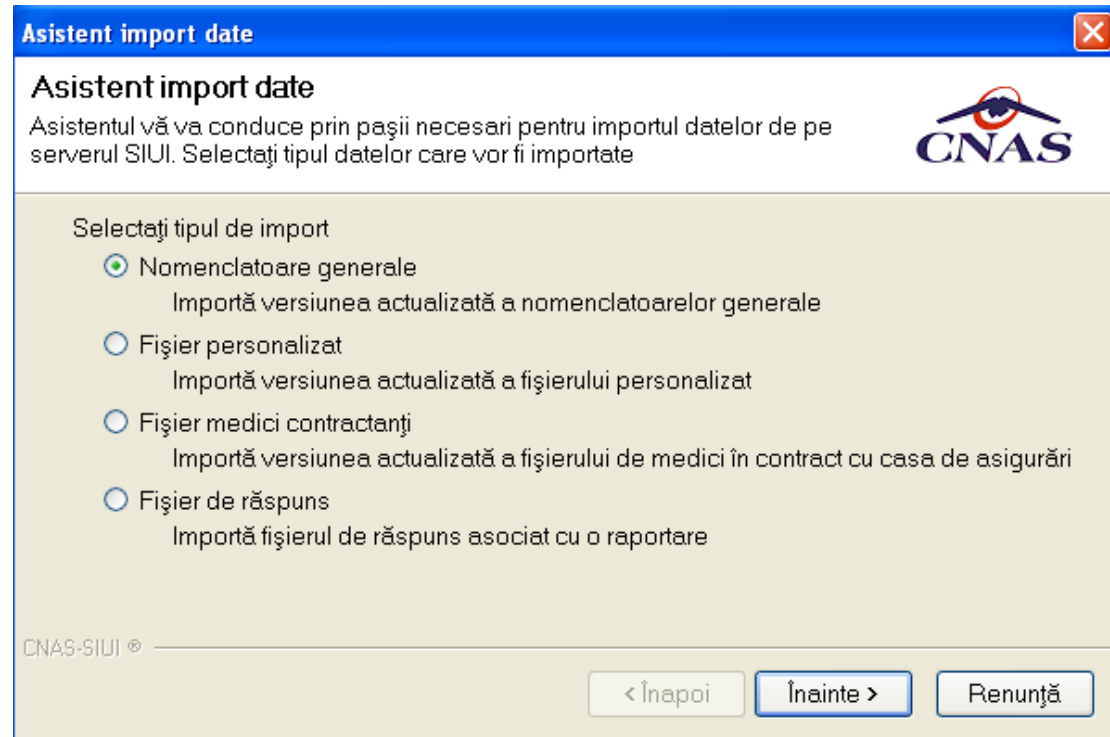 Asistent import date
Asistent import date
Asistentul vă va conduce prin paşii necesari pentru importul datelor de pe
serverul SIUI. Selectaţi tipul datelor care vor fi importate
CNAS
Selectaţi tipul de import
Nomenclatoare generale
Importă versiunea actualizată a nomenclatoarelor generale
Fişier personalizat
Importă versiunea actualizată a fişierului personalizat
Fişier medici contractanţi
Importă versiunea actualizată a fişierului de medici în contract cu casa de asigurări
Fişier de răspuns
Importă fişierul de răspuns asociat cu o raportare
CNAS-SIUI ®
< Înapoi
Înainte >
Renunţă